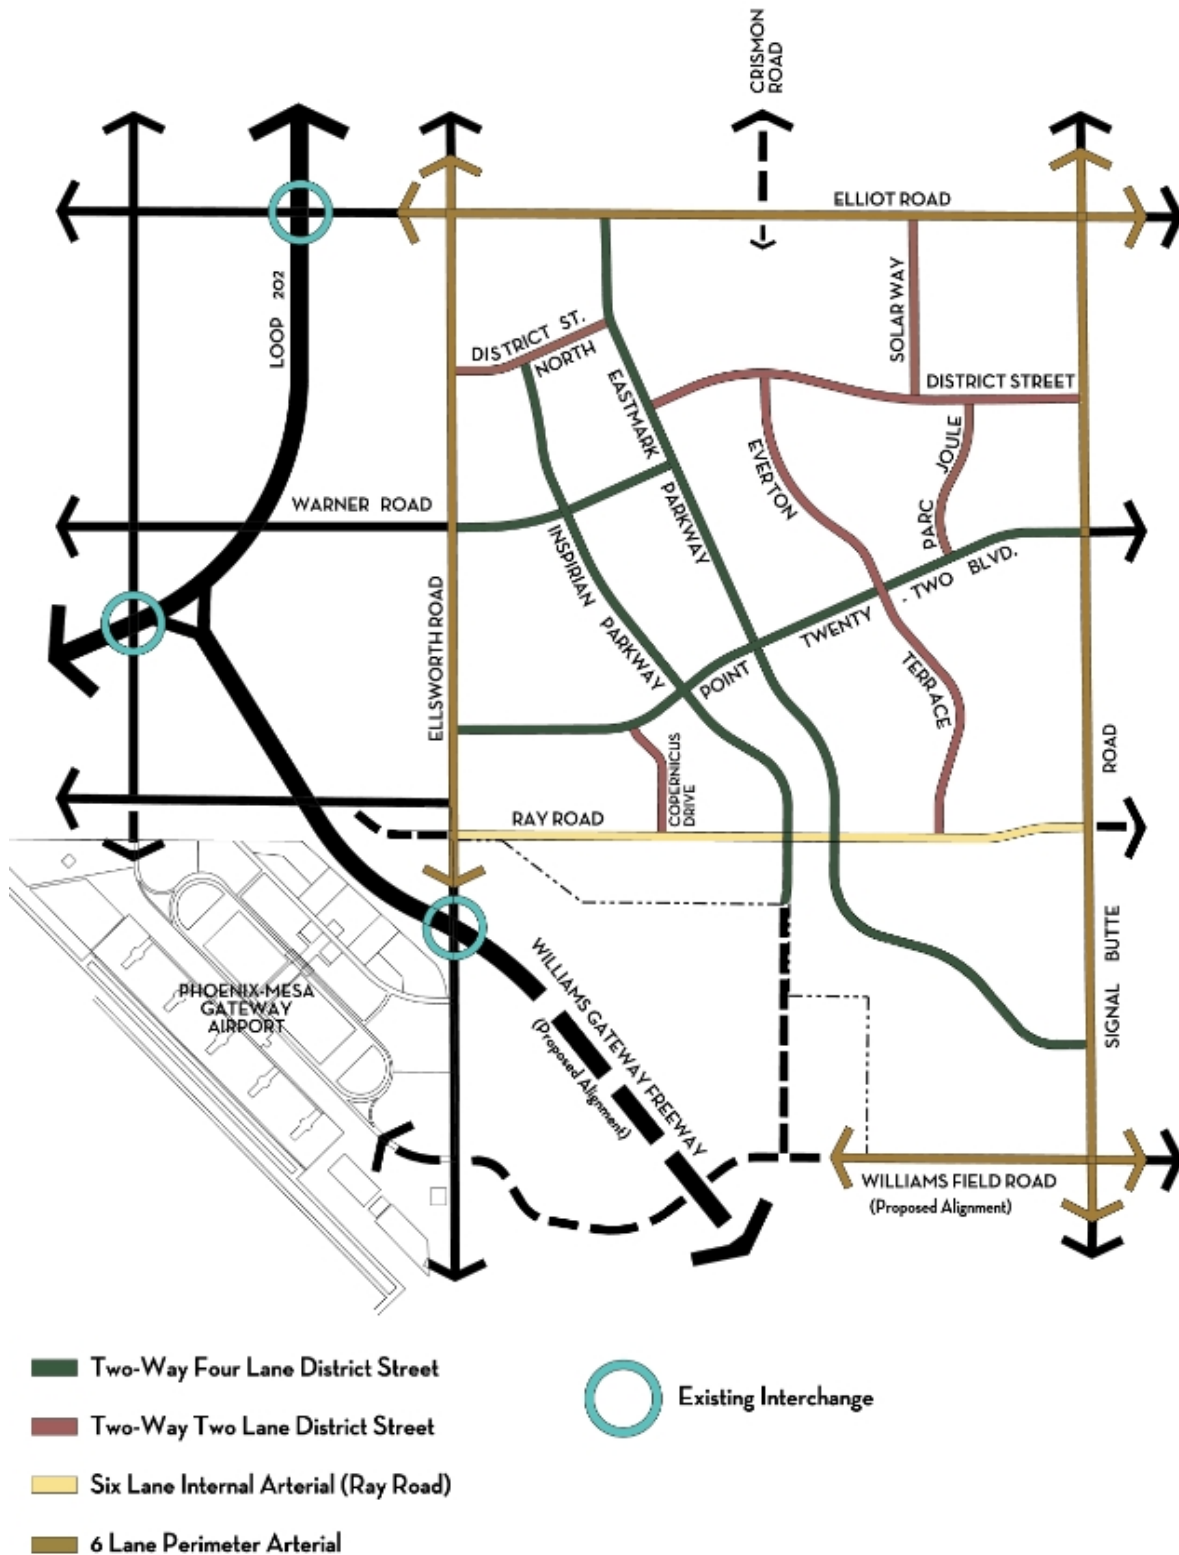 CRISMON
ROAD
ELLIOT ROAD
LOOP 202
SOLAR WAY
DISTRICT ST.
NORTH
EASTMARK
PARKWAY
DISTRICT STREET
EVERTON
TERRACE
PARC
JOULE
WARNER ROAD
INSPIRIAN
PARKWAY
POINT
TWENTY - TWO BLVD.
ELLSWORTH ROAD
COPERNICUS
DRIVE
RAY ROAD
SIGNAL BUTTE ROAD
PHOENIX-MESA
GATEWAY
AIRPORT
WILLIAMS GATEWAY FREEWAY
(Proposed Alignment)
WILLIAMS FIELD ROAD
(Proposed Alignment)
Two-Way Four Lane District Street
Two-Way Two Lane District Street
Six Lane Internal Arterial (Ray Road)
6 Lane Perimeter Arterial
Existing Interchange